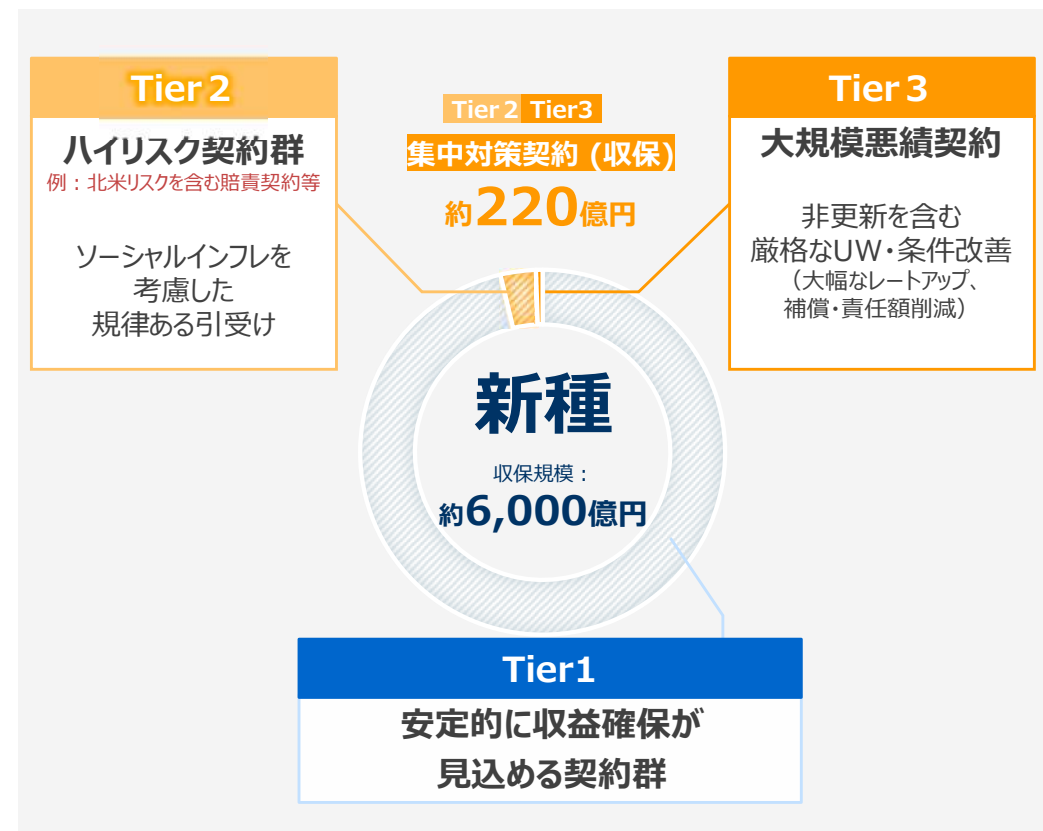 Tier 2
ハイリスク契約群
例：北米リスクを含む賠責契約等
ソーシャルインフレを
考慮した
規律ある引受け
Tier 2 Tier3
集中対策契約 (収保)
約220億円
Tier 3
大規模悪績契約
非更新を含む
厳格なUW・条件改善
（大幅なレートアップ、
補償・責任額削減）
新種
収保規模：
約6,000億円
Tier1
安定的に収益確保が
見込める契約群